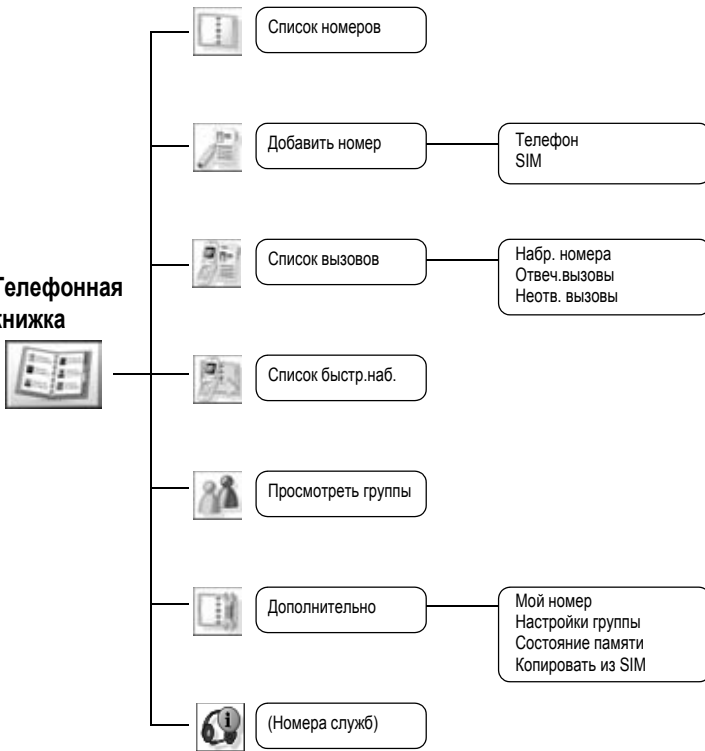 Список номеров
Добавить номер
Телефон
SIM
Список вызовов
Набр. номера
Отвеч.вызовы
Неотв. вызовы
Телефонная
книжка
Список быстр.наб.
Просмотреть группы
Дополнительно
Мой номер
Настройки группы
Состояние памяти
Копировать из SIM
(Номера служб)